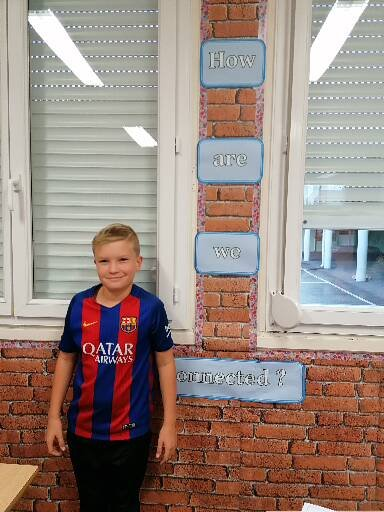 How
are
we
onnected ?
QATAR
AIRWAYS